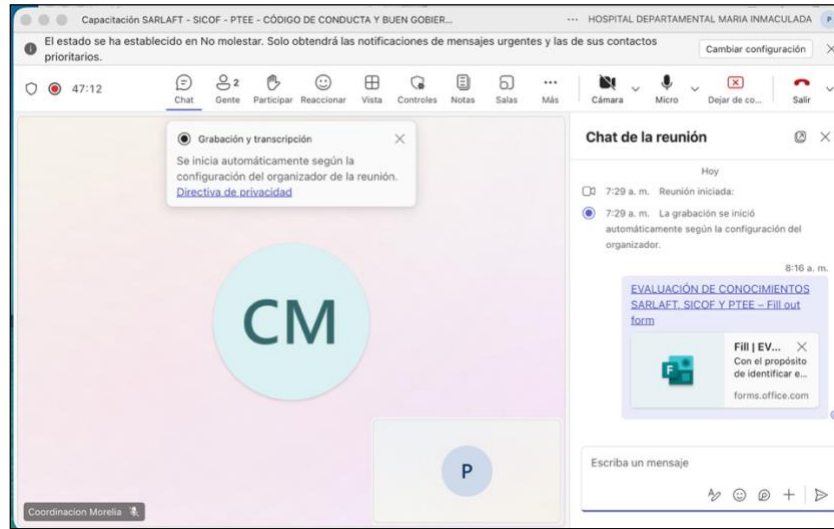 Capacitación SARLAFT - SICOF - PTEE - CÓDIGO DE CONDUCTA Y BUEN GOBIER...
HOSPITAL DEPARTAMENTAL MARIA INMACULADA
P
El estado se ha establecido en No molestar. Solo obtendrá las notificaciones de mensajes urgentes y las de sus contactos
prioritarios.
Cambiar configuración
47:12
Chat
2
Gente
Participar
Reaccionar
Vista
Controles
Notas
Salas
Más
Cámara
Micro
Dejar de co...
Salir
Grabación y transcripción
Se inicia automáticamente según la
configuración del organizador de la reunión.
Directiva de privacidad
CM
P
Coordinacion Morelia
Chat de la reunión
Hoy
7:29 a. m. Reunión iniciada:
7:29 a. m. La grabación se inició
automáticamente según la configuración del
organizador.
8:16 a. m.
EVALUACIÓN DE CONOCIMIENTOS
SARLAFT, SICOF Y PTEE – Fill out
form
Fill | EV...
Con el propósito
de identificar e...
forms.office.com
Escriba un mensaje